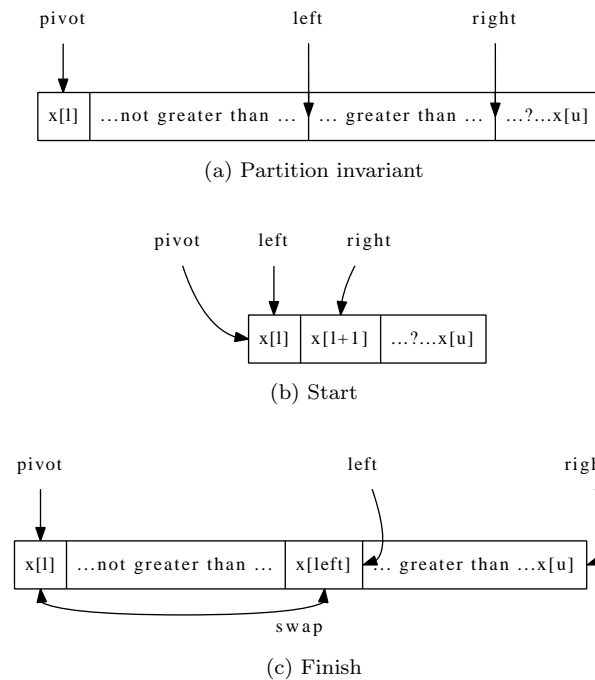 pivot left right
x[l] ...not greater than ... ... greater than ... ...?...x[u]
(a) Partition invariant
pivot left right
x[l] x[l+1] ...?...x[u]
(b) Start
pivot left righ
x[l] ...not greater than ... x[left] ... greater than ...x[u]
swap
(c) Finish